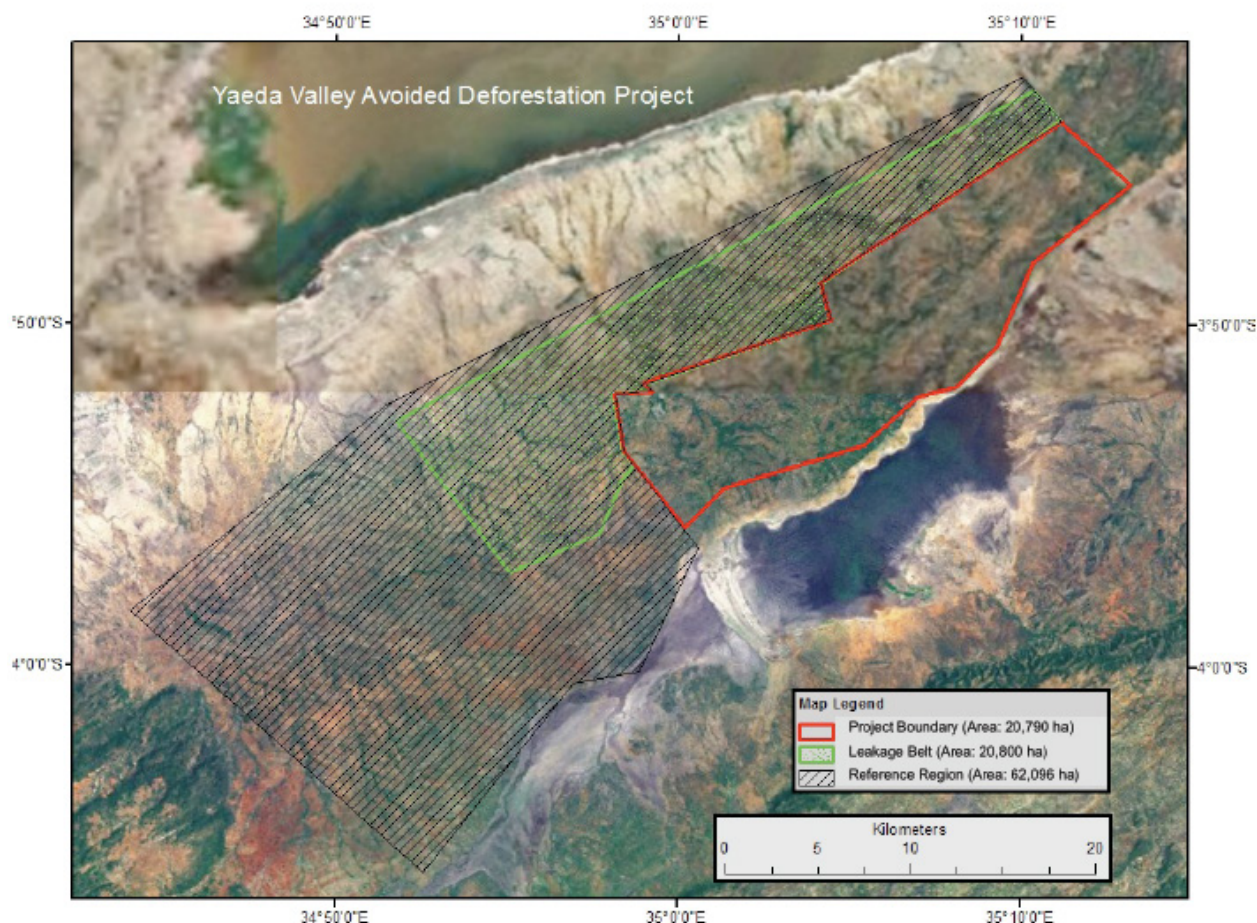 34°50'0"E 35°0'0"E 35°10'0"E
Yaeda Valley Avoided Deforestation Project
°50'0"S 3°50'0"S
4°0'0"S 4°0'0"S
Map Legend
Project Boundary (Area: 20,790 ha)
Leakage Belt (Area: 20,800 ha)
Reference Region (Area: 62,096 ha)
Kilometers
0 5 10 20
34°50'0"E 35°0'0"E 35°10'0"E